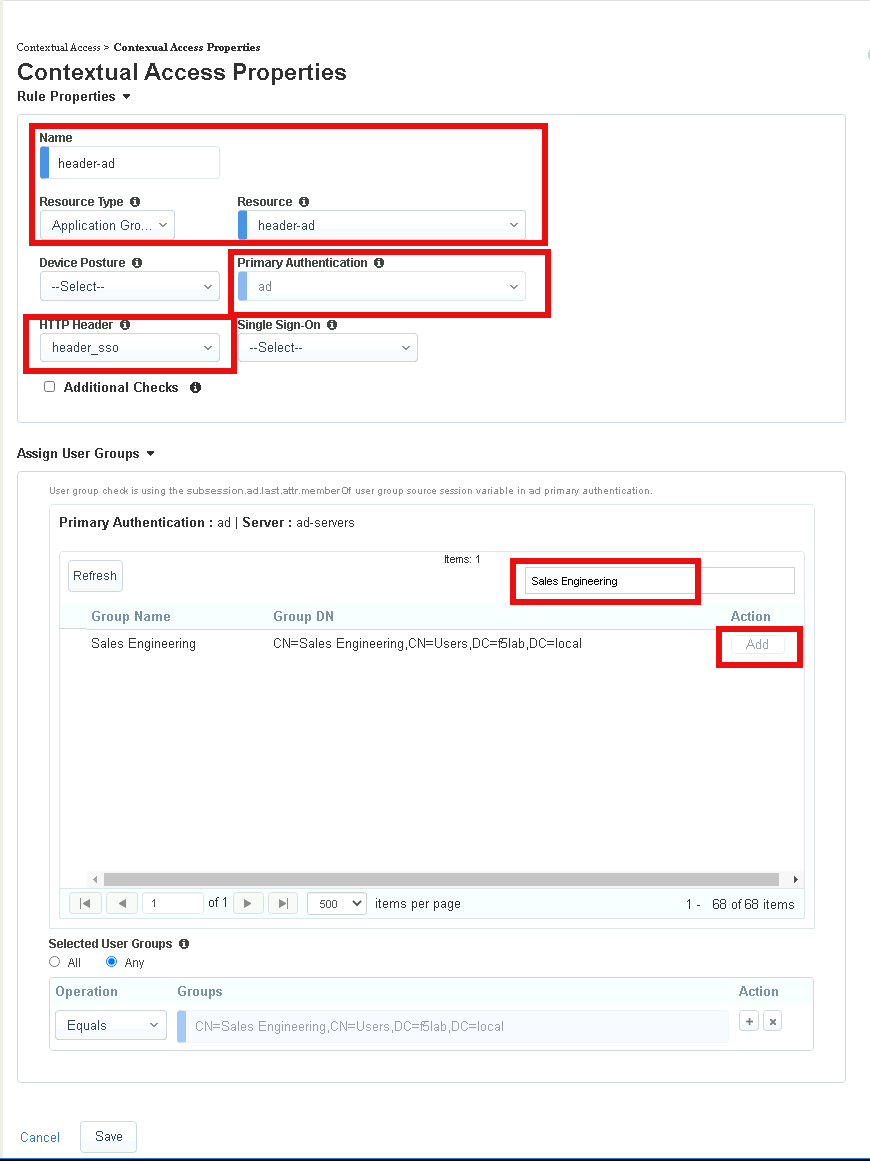 Contextual Access > Contexual Access Properties
Contextual Access Properties
Rule Properties
Name
header-ad
Resource Type Resource
Application Gro... header-ad
Device Posture Primary Authentication
--Select-- ad
HTTP Header Single Sign-On
header_sso --Select--
Additional Checks
Assign User Groups
User group check is using the subsession.ad.last.attr.memberOf user group source session variable in ad primary authentication.
Primary Authentication : ad | Server : ad-servers
Items: 1
Refresh Sales Engineering
Group Name Group DN Action
Sales Engineering CN=Sales Engineering,CN=Users,DC=f5lab,DC=local Add
1 of 1 500 items per page 1 - 68 of 68 items
Selected User Groups
All Any
Operation Groups Action
Equals CN=Sales Engineering,CN=Users,DC=f5lab,DC=local + x
Cancel Save